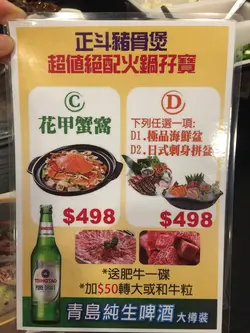 正斗豬骨煲
超值絕配火鍋孖寶
C
花甲蟹窩
$498
D
下列任選一項:
D1.極品海鮮盆
D2.日式刺身拼盆
$498
*送肥牛一碟
*加$50轉大或和牛粒
TSINGTAO
青島純生啤酒 大樽裝